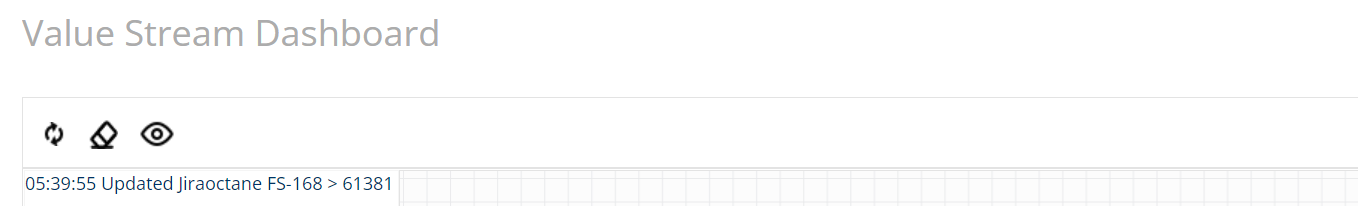 Value Stream Dashboard
05:39:55 Updated Jiraoctane FS-168 > 61381